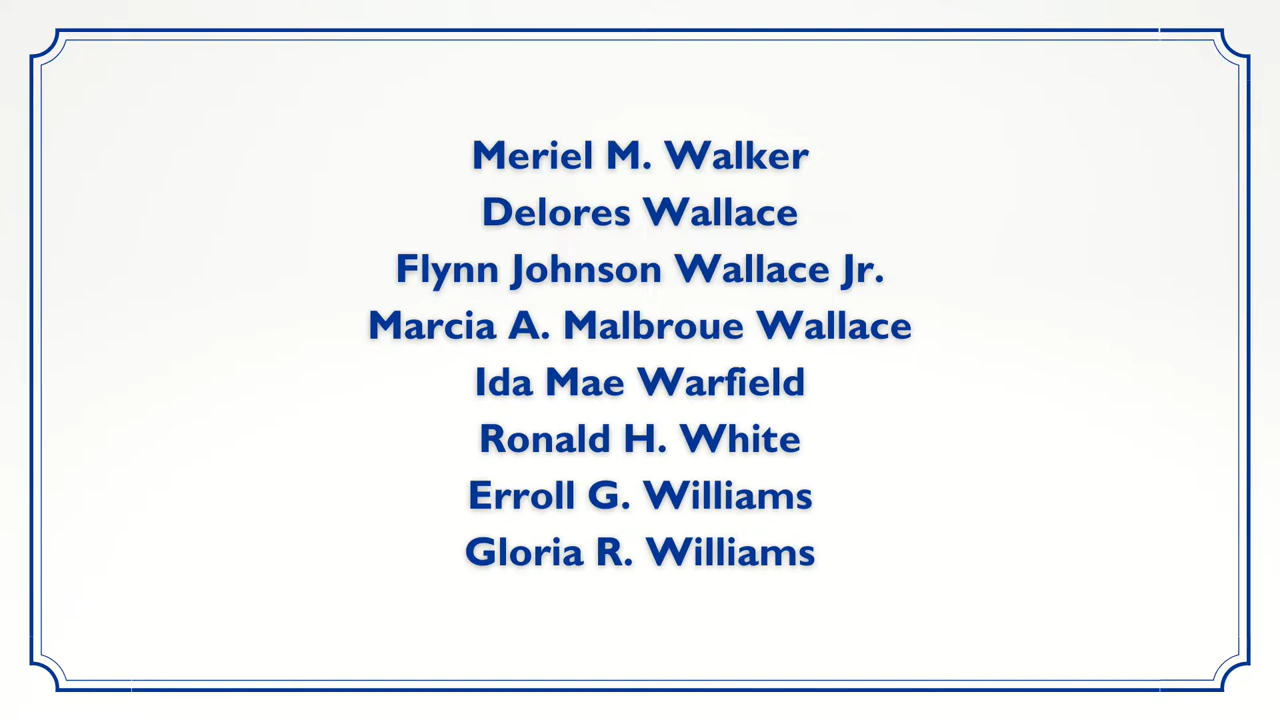 Meriel M. Walker
Delores Wallace
Flynn Johnson Wallace Jr.
Marcia A. Malbroue Wallace
Ida Mae Warfield
Ronald H. White
Erroll G. Williams
Gloria R. Williams